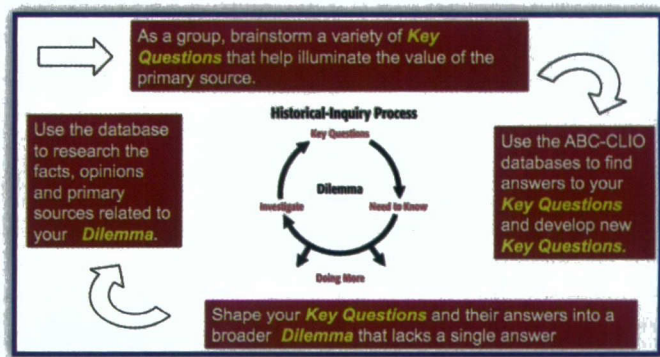 As a group, brainstorm a variety of Key
Questions that help illuminate the value of the
primary source.
Use the ABC-CLIO
databases to find
answers to your
Key Questions
and develop new
Key Questions.
Shape your Key Questions and their answers into a
broader Dilemma that lacks a single answer
Use the database
to research the
facts, opinions
and primary
sources related to
your Dilemma.
Historical-Inquiry Process
Key Questions
Dilemma
Investigate
Need to Know
Doing More